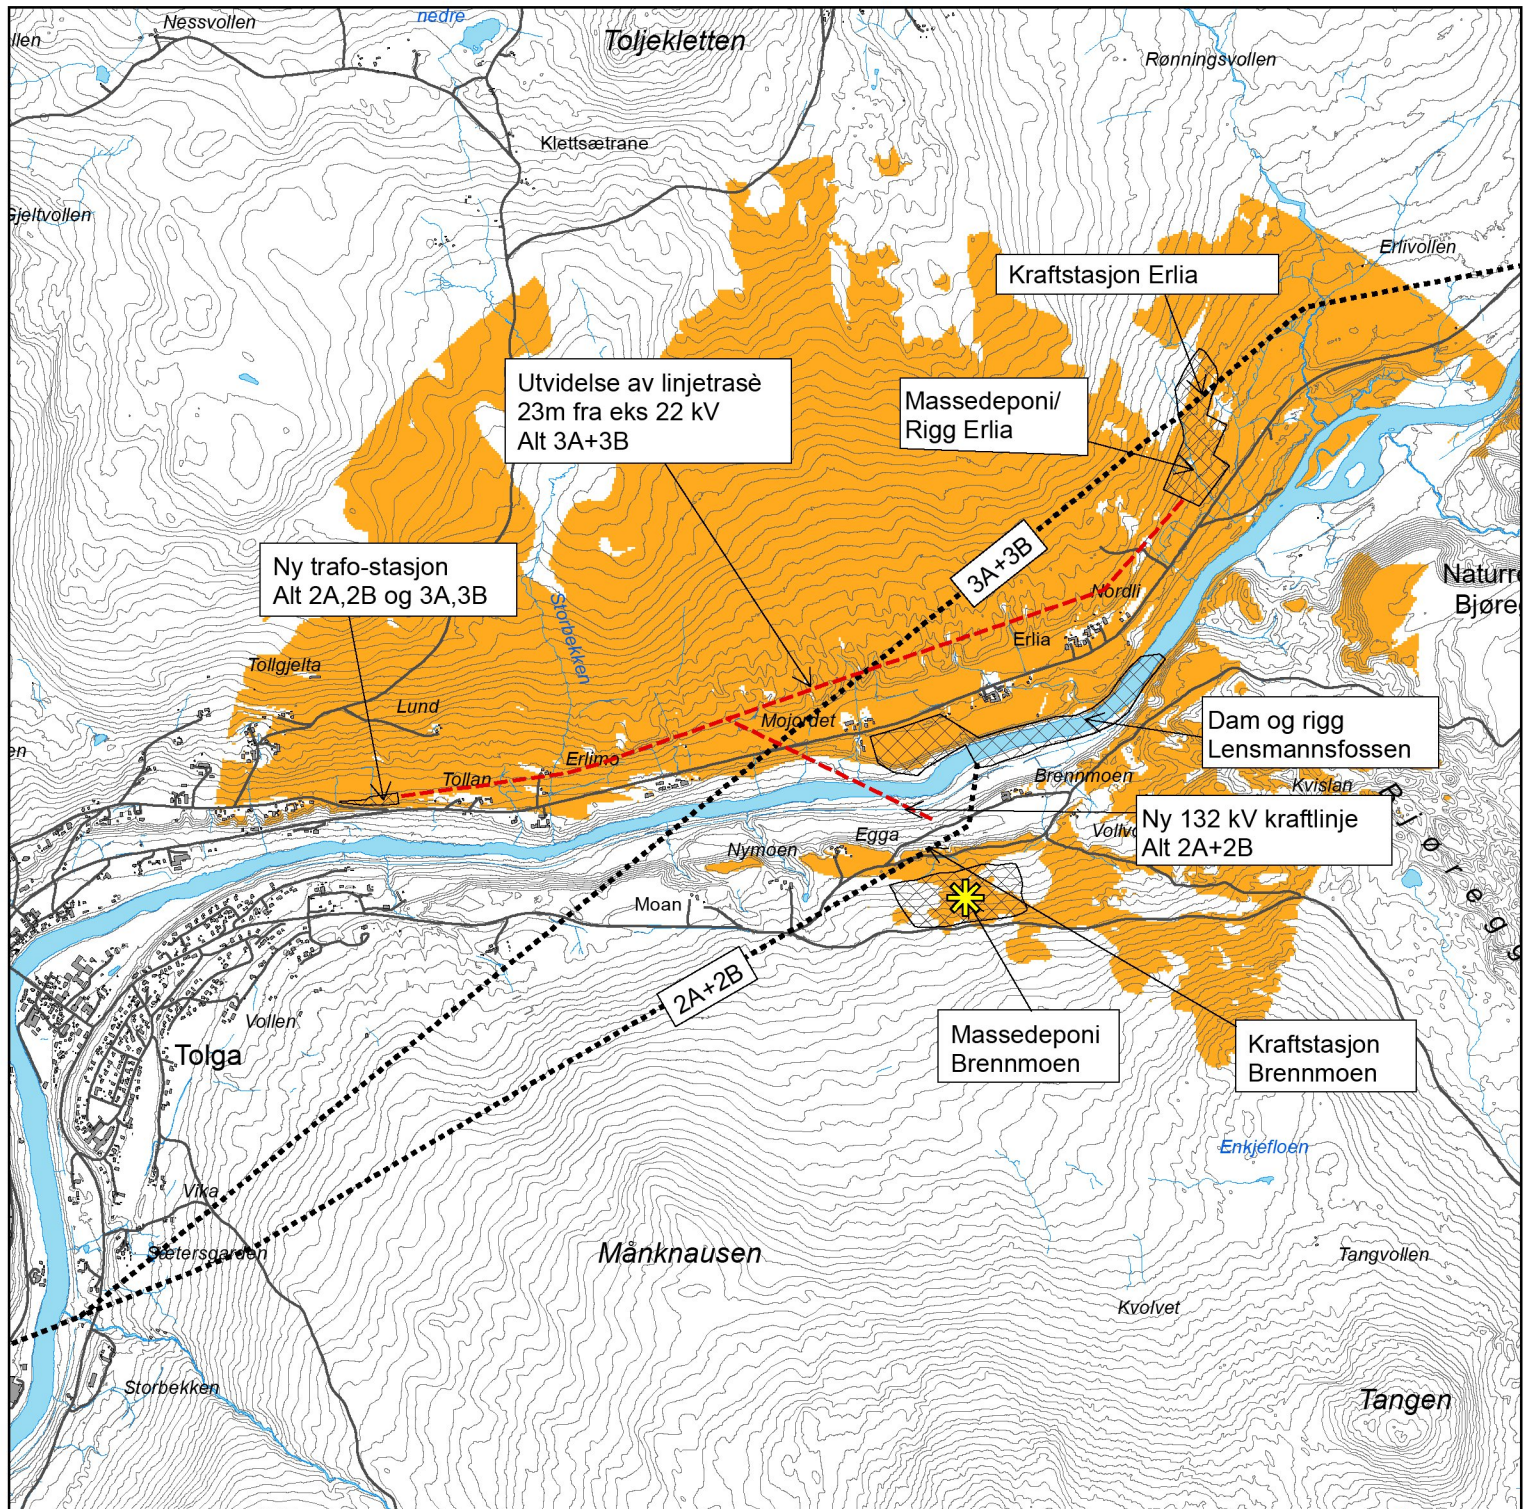 nedre
Nessvollen
Toljekletten
Rønningsvollen
Klettsætrane
Erlivollen
Kraftstasjon Erlia
Utvidelse av linjetrasè
23m fra eks 22 kV
Alt 3A+3B
Massedeponi/
Rigg Erlia
Ny trafo-stasjon
Alt 2A,2B og 3A,3B
3A+3B
Nordli
Storbekken
Erlia
Tollgjelta
Lund
Mojordet
Dam og rigg
Lensmannsfossen
Erlimo
Tollan
Brennmoen
Kvislan
Ny 132 kV kraftlinje
Alt 2A+2B
Egga
Nymoen
Moan
2A+2B
Vollen
Tolga
Massedeponi
Brennmoen
Kraftstasjon
Brennmoen
Enkjefloen
Vika
Sætersgarden
Månknausen
Tangvollen
Kvolvet
Storbekken
Tangen